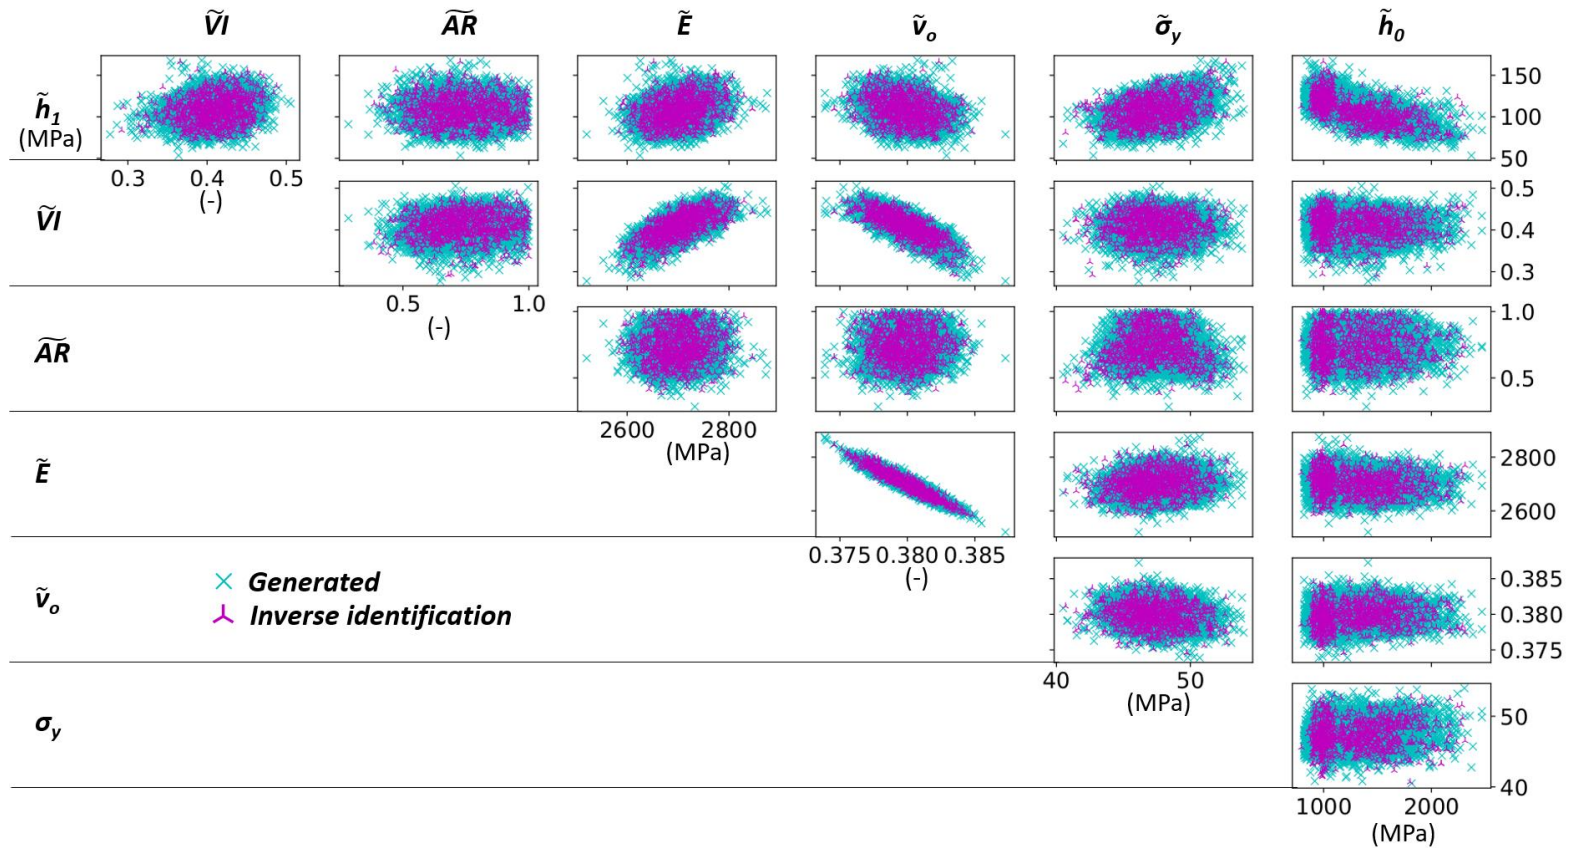 ṼI ÃR Ẽ ṽₒ σ̃ᵧ h̃₀
h̃₁
(MPa)
150
100
50
0.3 0.4 0.5
(-)
ṼI
0.5
0.4
0.3
0.5 1.0
(-)
ÃR
1.0
0.5
2600 2800
(MPa)
Ẽ
2800
2600
0.375 0.380 0.385
(-)
ṽₒ
Generated
Inverse identification
0.385
0.380
0.375
40 50
(MPa)
σᵧ
50
40
1000 2000
(MPa)